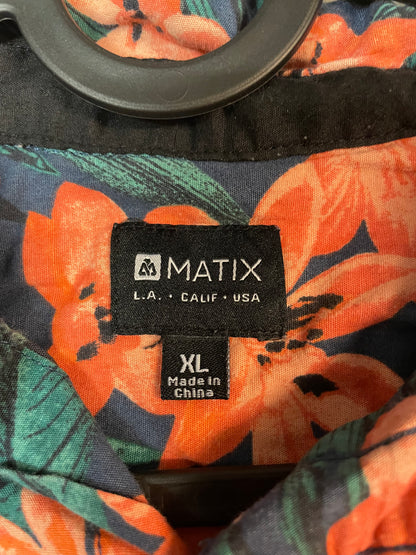 MATIX
L.A. · CALIF · USA
XL
Made in
China